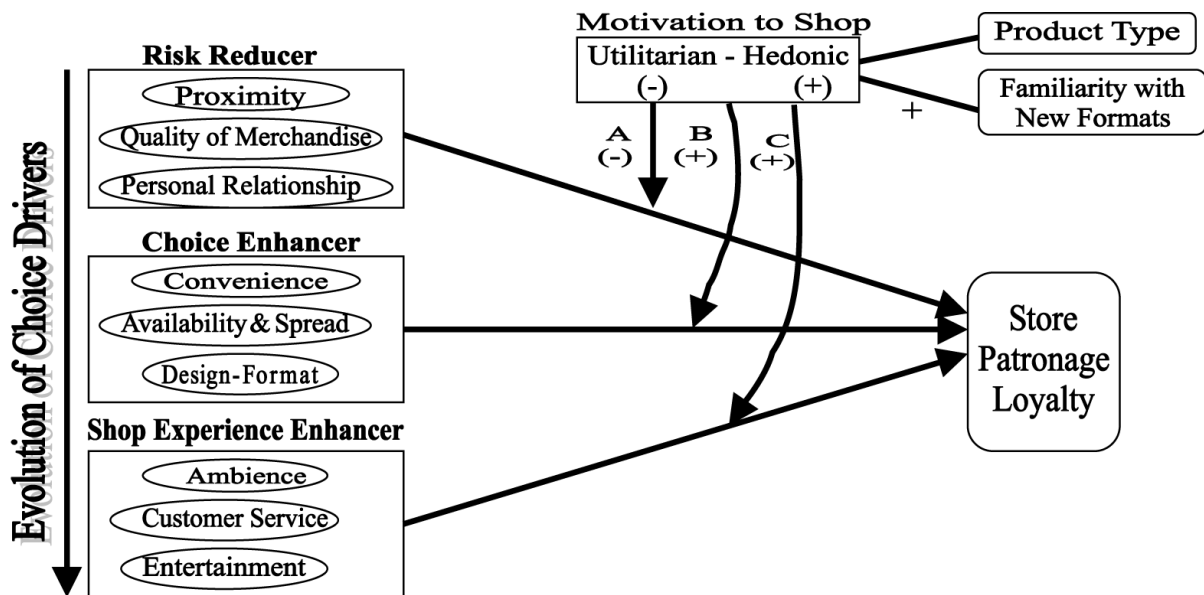 Motivation to Shop
Utilitarian - Hedonic
(-) (+)
Product Type
Familiarity with
New Formats
+
A
(-)
B
(+)
C
(+)
Evolution of Choice Drivers
Risk Reducer
Proximity
Quality of Merchandise
Personal Relationship
Choice Enhancer
Convenience
Availability & Spread
Design-Format
Shop Experience Enhancer
Ambience
Customer Service
Entertainment
Store
Patronage
Loyalty